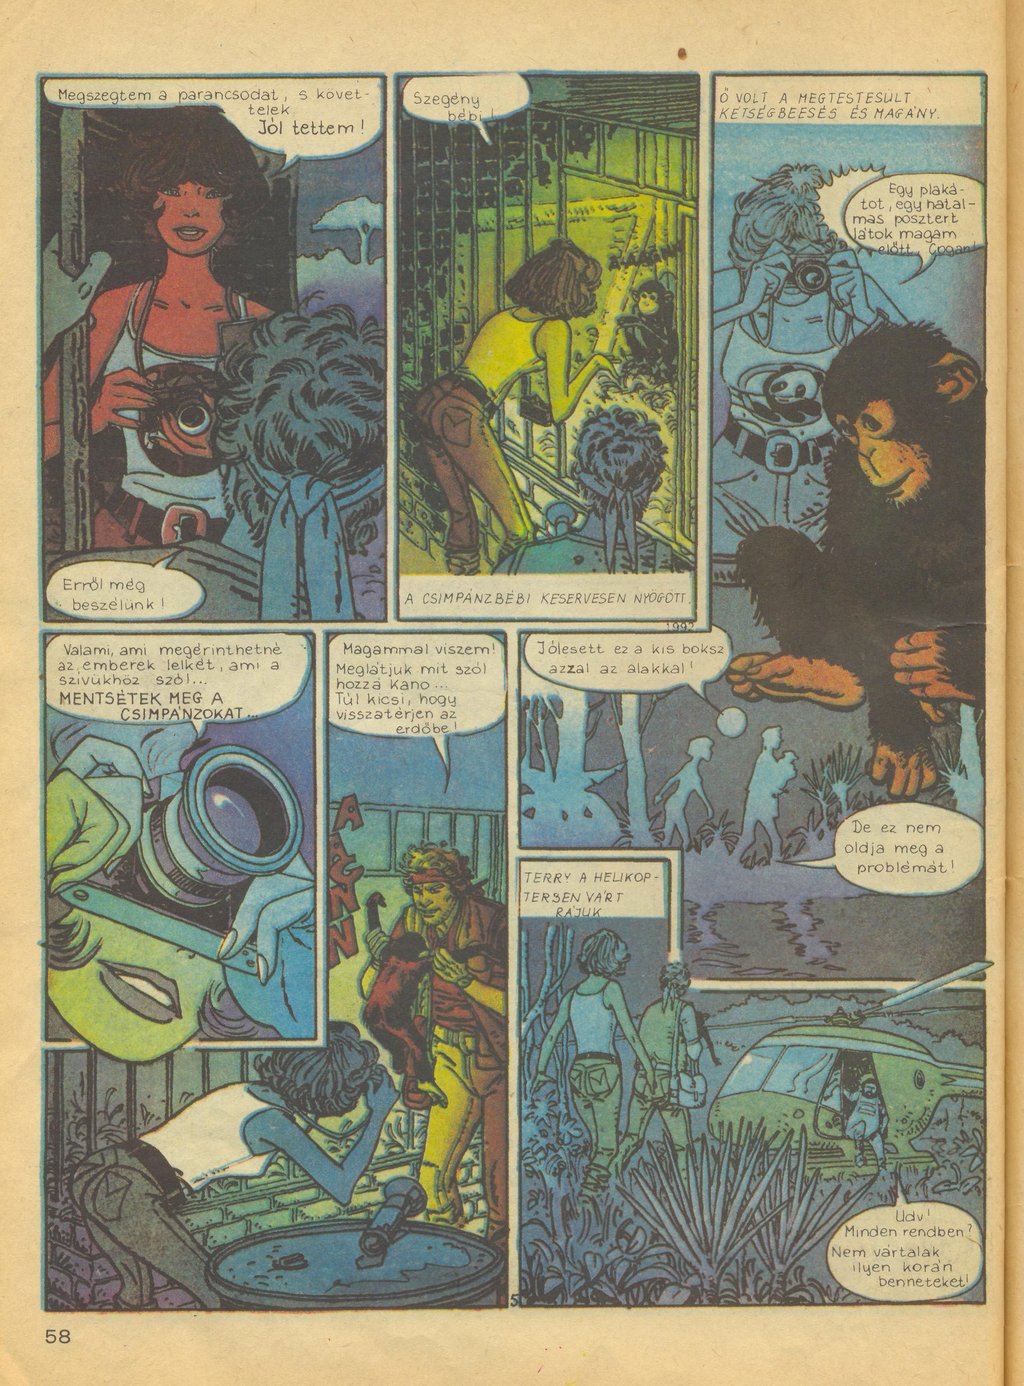 Megszegtem a parancsodat, s követ-
telek.
Jól tettem!
Erről még
beszélünk!
Szegény
bébi!
A CSIMPÁNZBÉBI KESERVESEN NYÖGÖTT.
Ő VOLT A MEGTESTESÜLT
KÉTSÉGBEESÉS ÉS MAGÁNY.
Egy plaká-
tot, egy hatal-
mas posztert
látok magam
előtt, Cogan!
Valami, ami megérinthetné
az emberek lelkét, ami a
szívükhöz szól...
MENTSÉTEK MEG A
CSIMPÁNZOKAT...
Magammal viszem!
Meglátjuk mit szól
hozzá Kano...
Túl kicsi, hogy
visszatérjen az
erdőbe!
1992
Jólesett ez a kis boksz
azzal az alakkal!
De ez nem
oldja meg a
problémát!
TERRY A HELIKOP-
TERBEN VÁRT
RÁJUK
Üdv!
Minden rendben?
Nem vártalak
ilyen korán
benneteket!
5
58